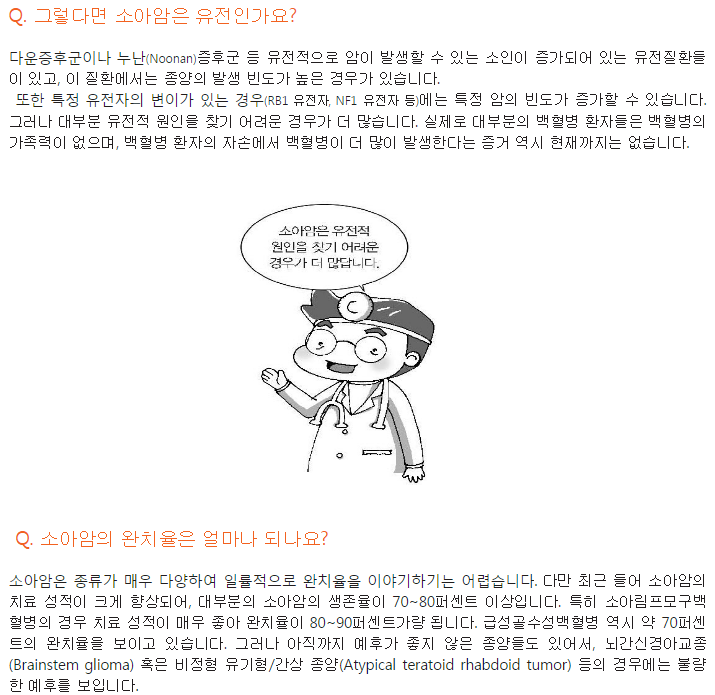 Q. 그렇다면 소아암은 유전인가요?
다운증후군이나 누난(Noonan)증후군 등 유전적으로 암이 발생할 수 있는 소인이 증가되어 있는 유전질환들
이 있고, 이 질환에서는 종양의 발생 빈도가 높은 경우가 있습니다.
또한 특정 유전자의 변이가 있는 경우(RB1 유전자, NF1 유전자 등)에는 특정 암의 빈도가 증가할 수 있습니다.
그러나 대부분 유전적 원인을 찾기 어려운 경우가 더 많습니다. 실제로 대부분의 백혈병 환자들은 백혈병의
가족력이 없으며, 백혈병 환자의 자손에서 백혈병이 더 많이 발생한다는 증거 역시 현재까지는 없습니다.
소아암은 유전적
원인을 찾기 어려운
경우가 더 많답니다.
Q. 소아암의 완치율은 얼마나 되나요?
소아암은 종류가 매우 다양하여 일률적으로 완치율을 이야기하기는 어렵습니다. 다만 최근 들어 소아암의
치료 성적이 크게 향상되어, 대부분의 소아암의 생존율이 70~80퍼센트 이상입니다. 특히 소아림프모구백
혈병의 경우 치료 성적이 매우 좋아 완치율이 80~90퍼센트가량 됩니다. 급성골수성백혈병 역시 약 70퍼센
트의 완치율을 보이고 있습니다. 그러나 아직까지 예후가 좋지 않은 종양들도 있어서, 뇌간신경아교종
(Brainstem glioma) 혹은 비정형 유기형/간상 종양(Atypical teratoid rhabdoid tumor) 등의 경우에는 불량
한 예후를 보입니다.